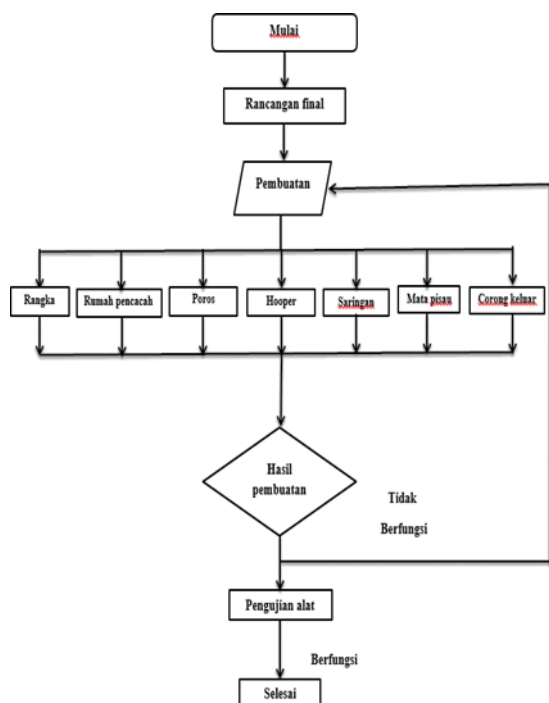 Mulai
Rancangan final
Pembuatan
Rangka
Rumah pencacah
Poros
Hooper
Saringan
Mata pisau
Corong keluar
Hasil
pembuatan
Tidak
Berfungsi
Pengujian alat
Berfungsi
Selesai